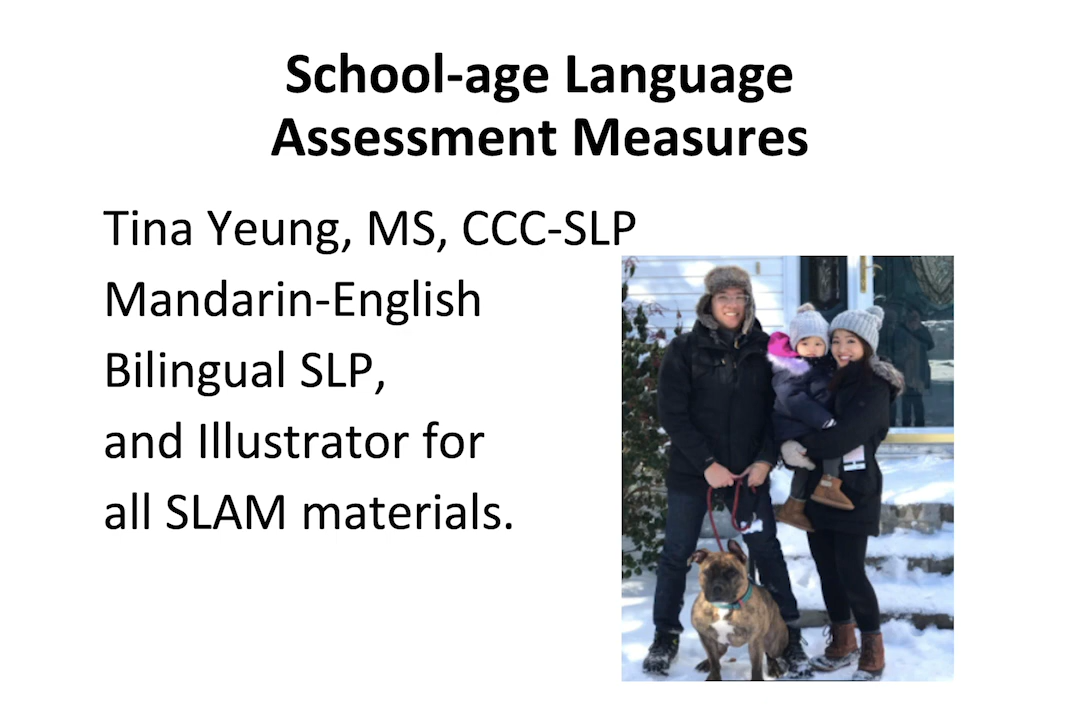 School-age Language
Assessment Measures
Tina Yeung, MS, CCC-SLP
Mandarin-English
Bilingual SLP,
and Illustrator for
all SLAM materials.